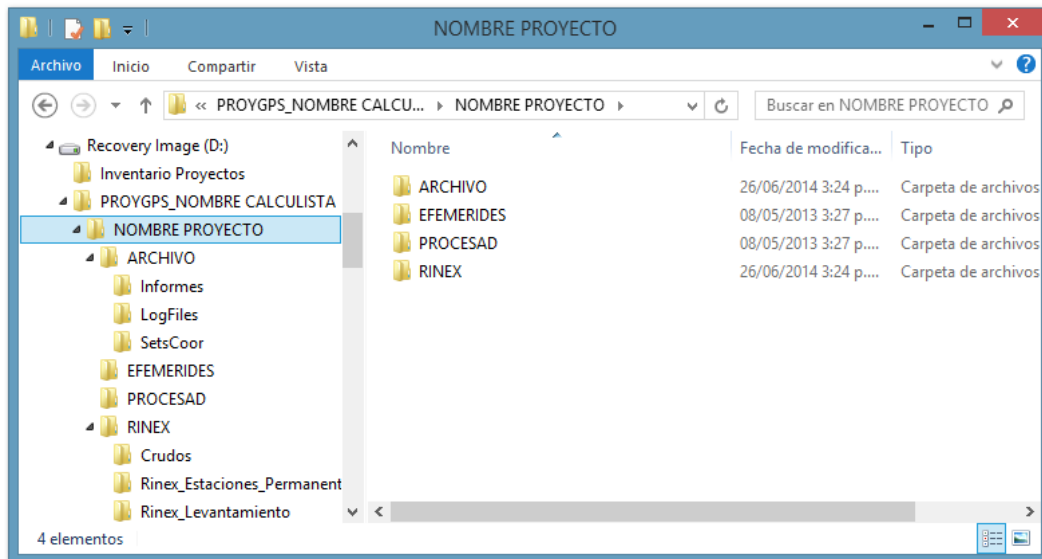 NOMBRE PROYECTO
Archivo Inicio Compartir Vista
« PROYGPS_NOMBRE CALCU... NOMBRE PROYECTO Buscar en NOMBRE PROYECTO
Recovery Image (D:)
Inventario Proyectos
PROYGPS_NOMBRE CALCULISTA
NOMBRE PROYECTO
ARCHIVO
Informes
LogFiles
SetsCoor
EFEMERIDES
PROCESAD
RINEX
Crudos
Rinex_Estaciones_Permanent
Rinex_Levantamiento
Nombre Fecha de modifica... Tipo
ARCHIVO 26/06/2014 3:24 p.... Carpeta de archivos
EFEMERIDES 08/05/2013 3:27 p.... Carpeta de archivos
PROCESAD 08/05/2013 3:27 p.... Carpeta de archivos
RINEX 26/06/2014 3:24 p.... Carpeta de archivos
4 elementos